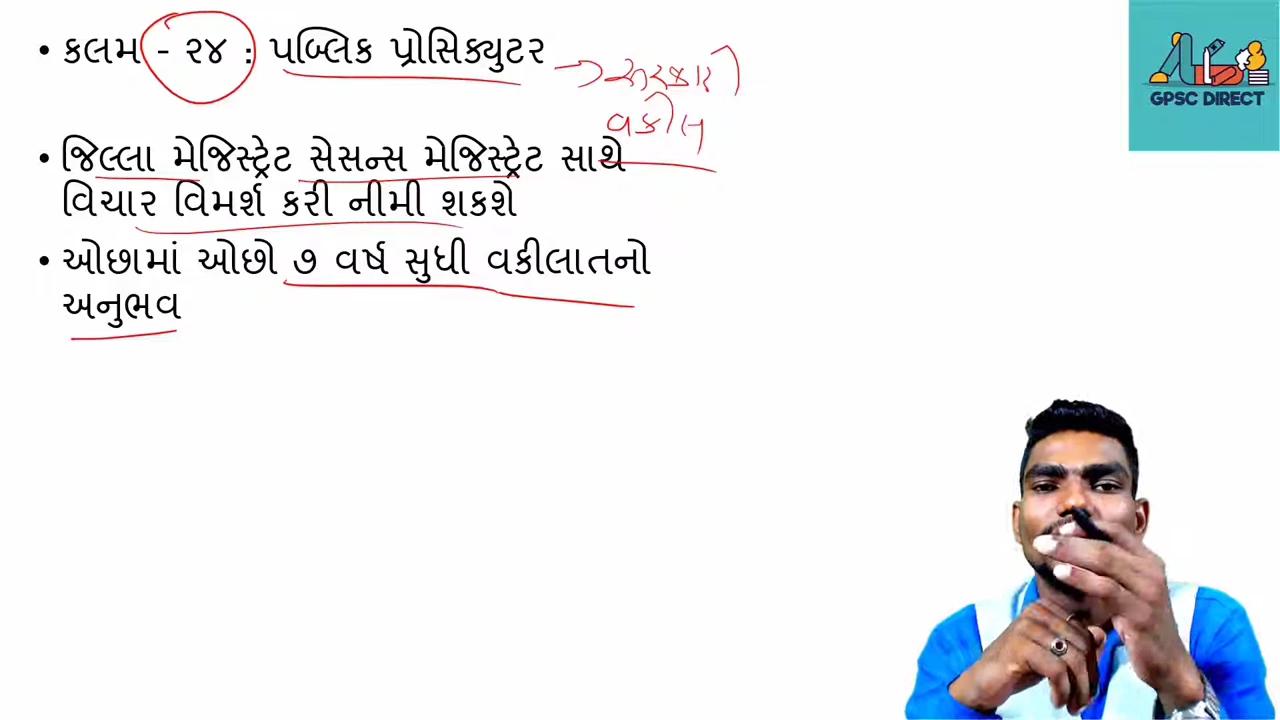 • કલમ - ૨૪ : પબ્લિક પ્રોસિક્યુટર
સરકારી
વકીલ
• જિલ્લા મેજિસ્ટ્રેટ સેસન્સ મેજિસ્ટ્રેટ સાથે
વિચાર વિમર્શ કરી નીમી શકશે
• ઓછામાં ઓછો ૭ વર્ષ સુધી વકીલાતનો
અનુભવ
GPSC DIRECT